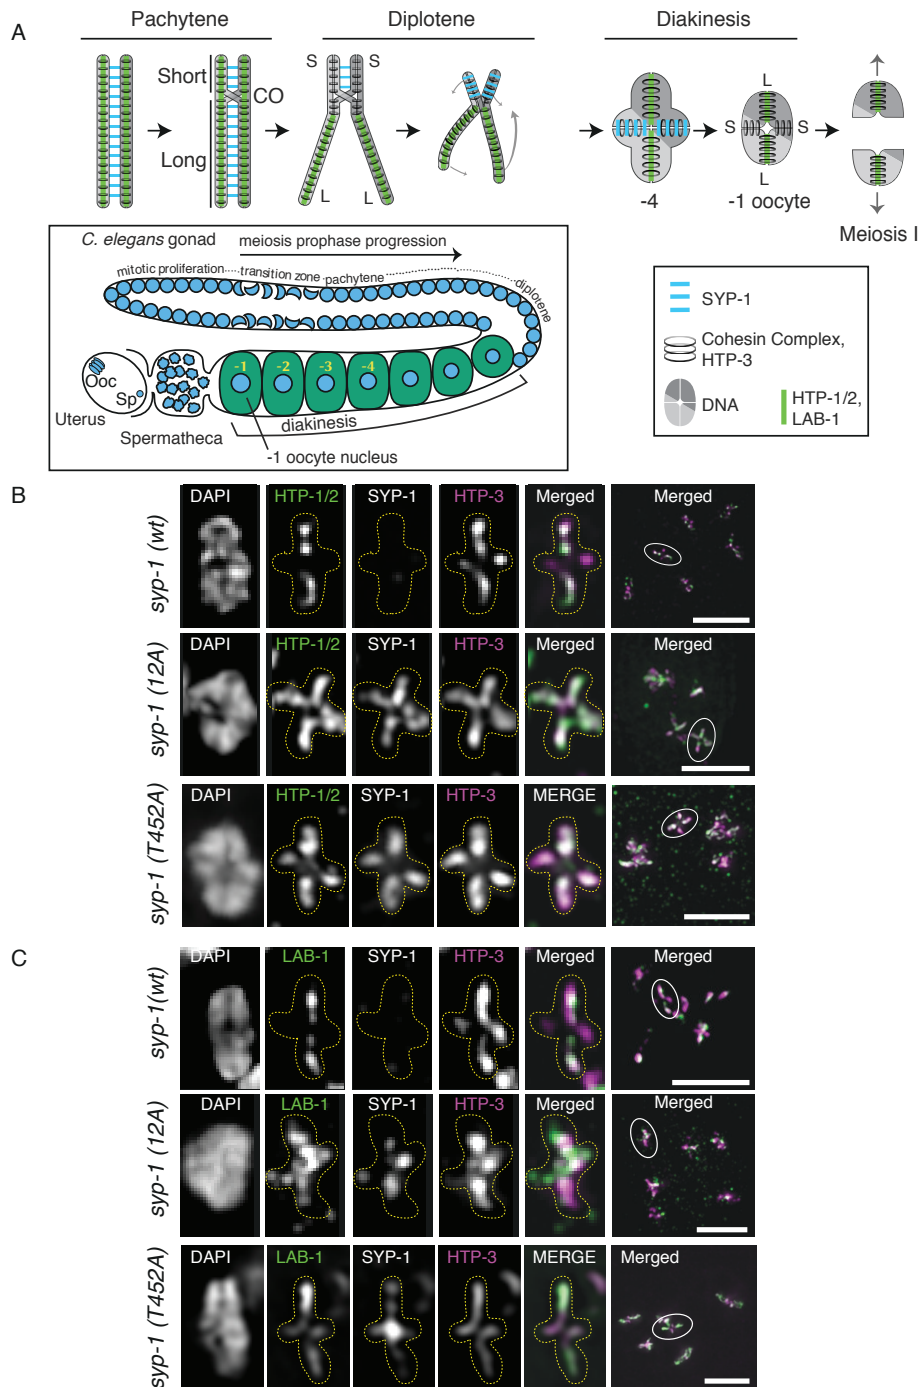 A
Pachytene
Diplotene
Diakinesis
Short
Long
CO
S
S
L
L
L
S
S
L
-4
-1 oocyte
Meiosis I
C. elegans gonad
meiosis prophase progression
mitotic proliferation
transition zone
pachytene
diplotene
-1
-2
-3
-4
Ooc
Sp
Uterus
Spermatheca
diakinesis
-1 oocyte nucleus
SYP-1
Cohesin Complex,
HTP-3
DNA
HTP-1/2,
LAB-1
B
syp-1 (wt)
DAPI HTP-1/2 SYP-1 HTP-3 Merged Merged
syp-1 (12A)
DAPI HTP-1/2 SYP-1 HTP-3 Merged Merged
syp-1 (T452A)
DAPI HTP-1/2 SYP-1 HTP-3 MERGE Merged
C
syp-1(wt)
DAPI LAB-1 SYP-1 HTP-3 Merged Merged
syp-1 (12A)
DAPI LAB-1 SYP-1 HTP-3 Merged Merged
syp-1 (T452A)
DAPI LAB-1 SYP-1 HTP-3 MERGE Merged